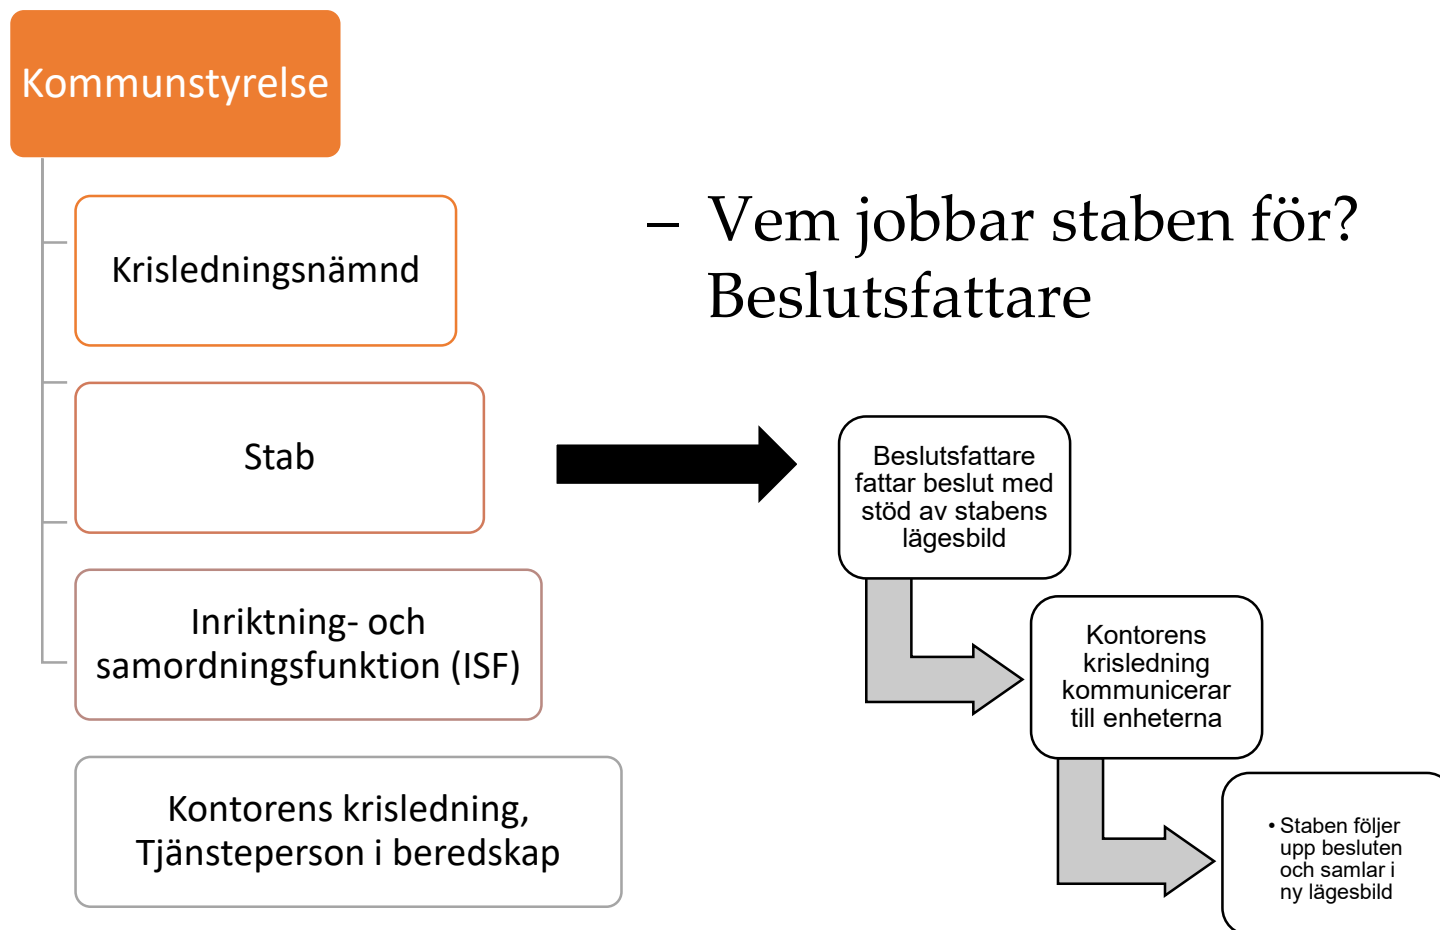 Kommunstyrelse
Krisledningsnämnd
Stab
Inriktning- och
samordningsfunktion (ISF)
Kontorens krisledning,
Tjänsteperson i beredskap
– Vem jobbar staben för?
Beslutsfattare
Beslutsfattare
fattar beslut med
stöd av stabens
lägesbild
Kontorens
krisledning
kommunicerar
till enheterna
• Staben följer
upp besluten
och samlar i
ny lägesbild